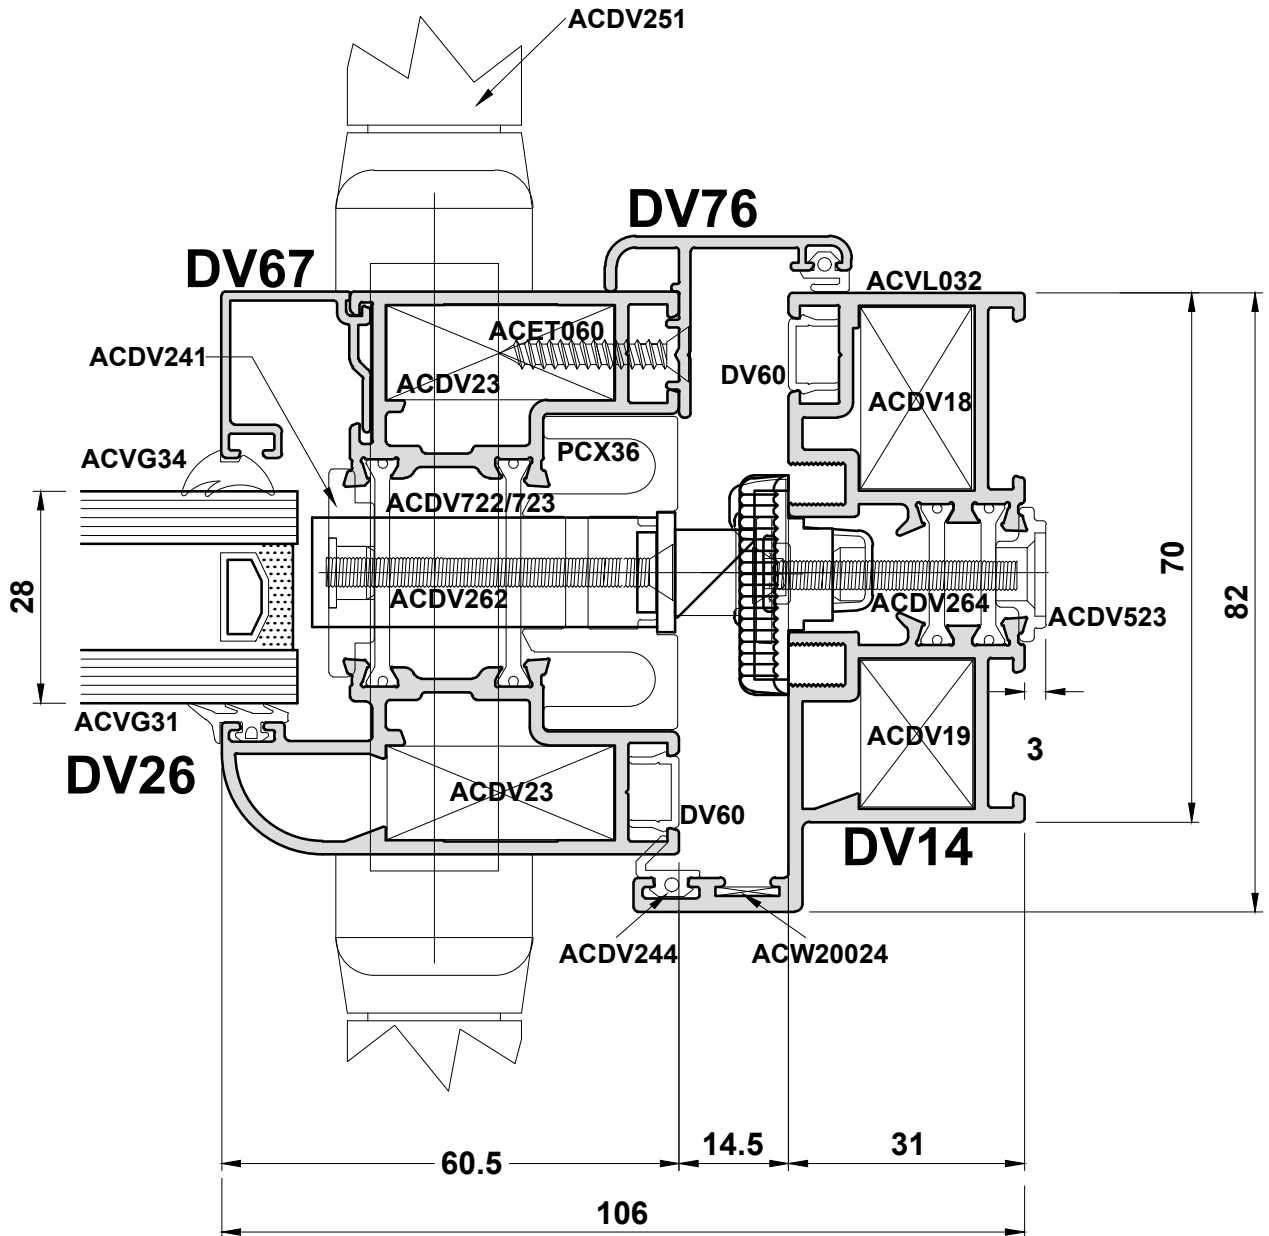 ACDV251
DV76
DV67
ACVL032
ACET060
ACDV241
DV60
ACDV23
ACDV18
ACVG34
PCX36
ACDV722/723
70
28
ACDV262
ACDV264
82
ACDV523
ACVG31
ACDV19
3
DV26
ACDV23
DV60
DV14
ACDV244
ACW20024
60.5
14.5
31
106